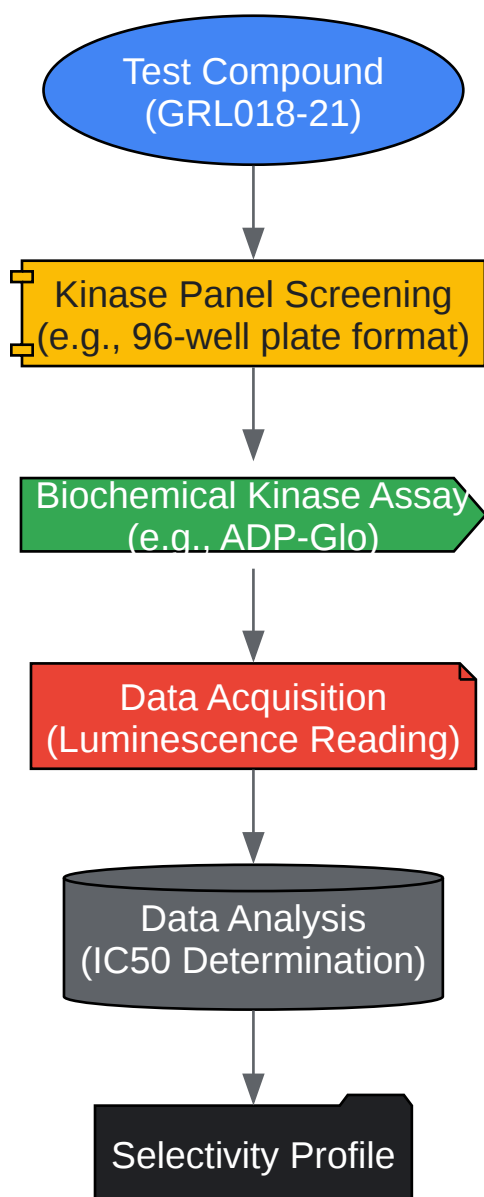 Test Compound
(GRL018-21)
Kinase Panel Screening
(e.g., 96-well plate format)
Biochemical Kinase Assay
(e.g., ADP-Glo)
Data Acquisition
(Luminescence Reading)
Data Analysis
(IC50 Determination)
Selectivity Profile